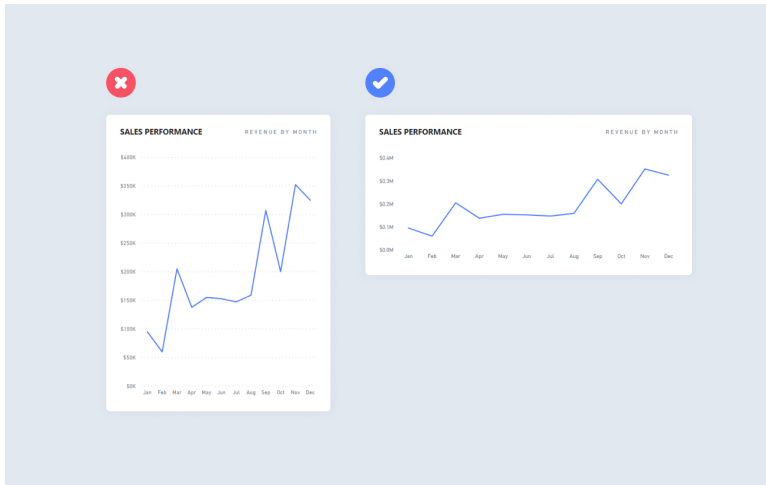 SALES PERFORMANCE
REVENUE BY MONTH
$400K
$350K
$300K
$250K
$200K
$150K
$100K
$50K
$0K
Jan Feb Mar Apr May Jun Jul Aug Sep Oct Nov Dec
SALES PERFORMANCE
REVENUE BY MONTH
$0.4M
$0.3M
$0.2M
$0.1M
$0.0M
Jan Feb Mar Apr May Jun Jul Aug Sep Oct Nov Dec